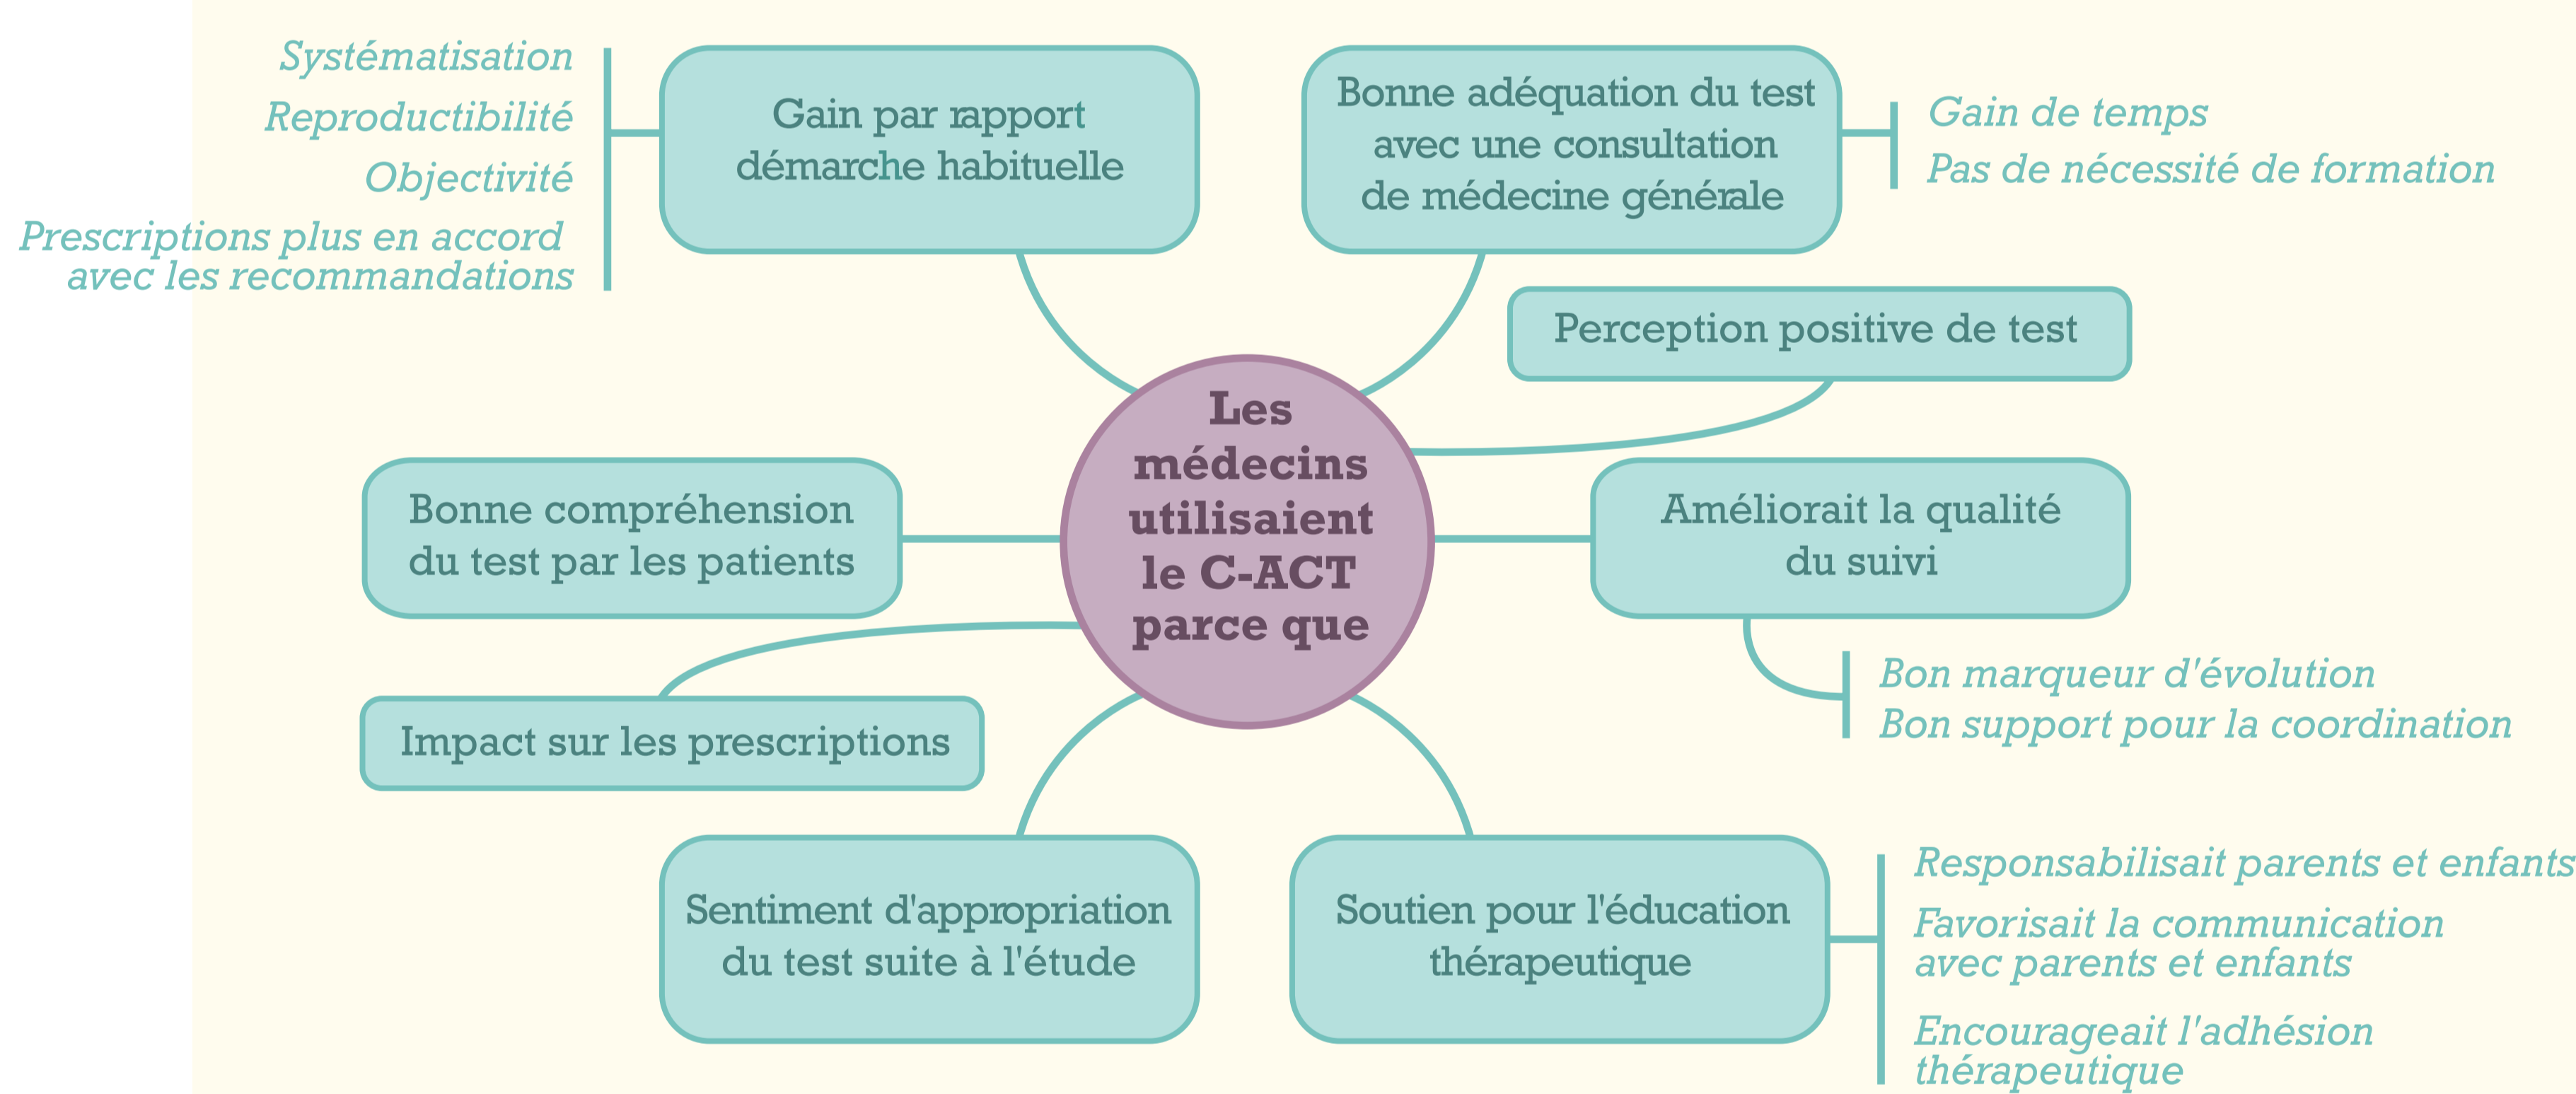 Systématisation
Reproductibilité
Objectivité
Prescriptions plus en accord
avec les recommandations
Gain par rapport
démarche habituelle
Bonne adéquation du test
avec une consultation
de médecine générale
Gain de temps
Pas de nécessité de formation
Perception positive de test
Les
médecins
utilisaient
le C-ACT
parce que
Bonne compréhension
du test par les patients
Améliorait la qualité
du suivi
Bon marqueur d'évolution
Bon support pour la coordination
Impact sur les prescriptions
Sentiment d'appropriation
du test suite à l'étude
Soutien pour l'éducation
thérapeutique
Responsabilisait parents et enfants
Favorisait la communication
avec parents et enfants
Encourageait l'adhésion
thérapeutique